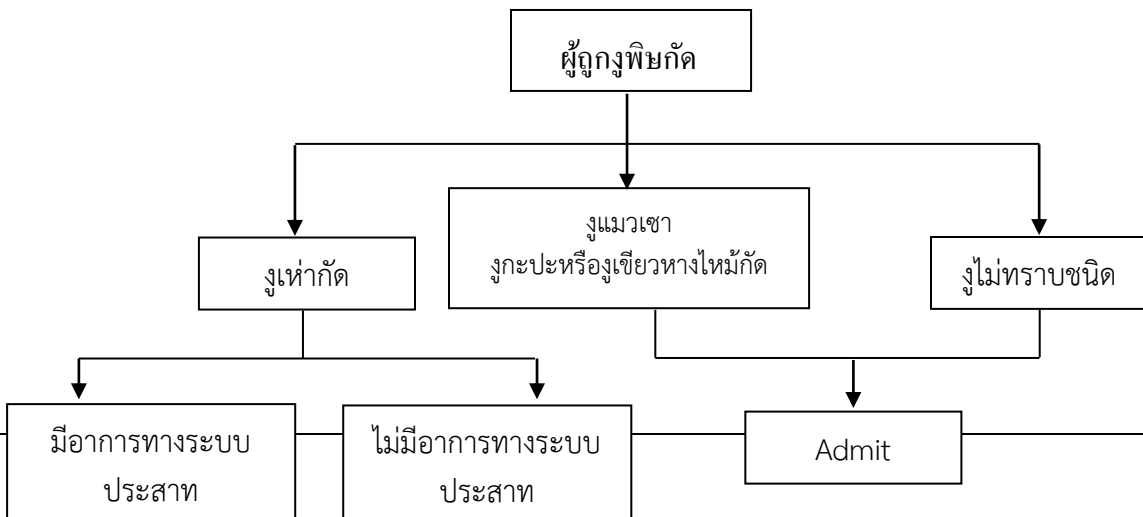 ผู้ถูกงูพิษกัด
งูเห่ากัด
งูแมวเซา
งูกะปะหรืองูเขียวหางไหม้กัด
งูไม่ทราบชนิด
มีอาการทางระบบ
ประสาท
ไม่มีอาการทางระบบ
ประสาท
Admit